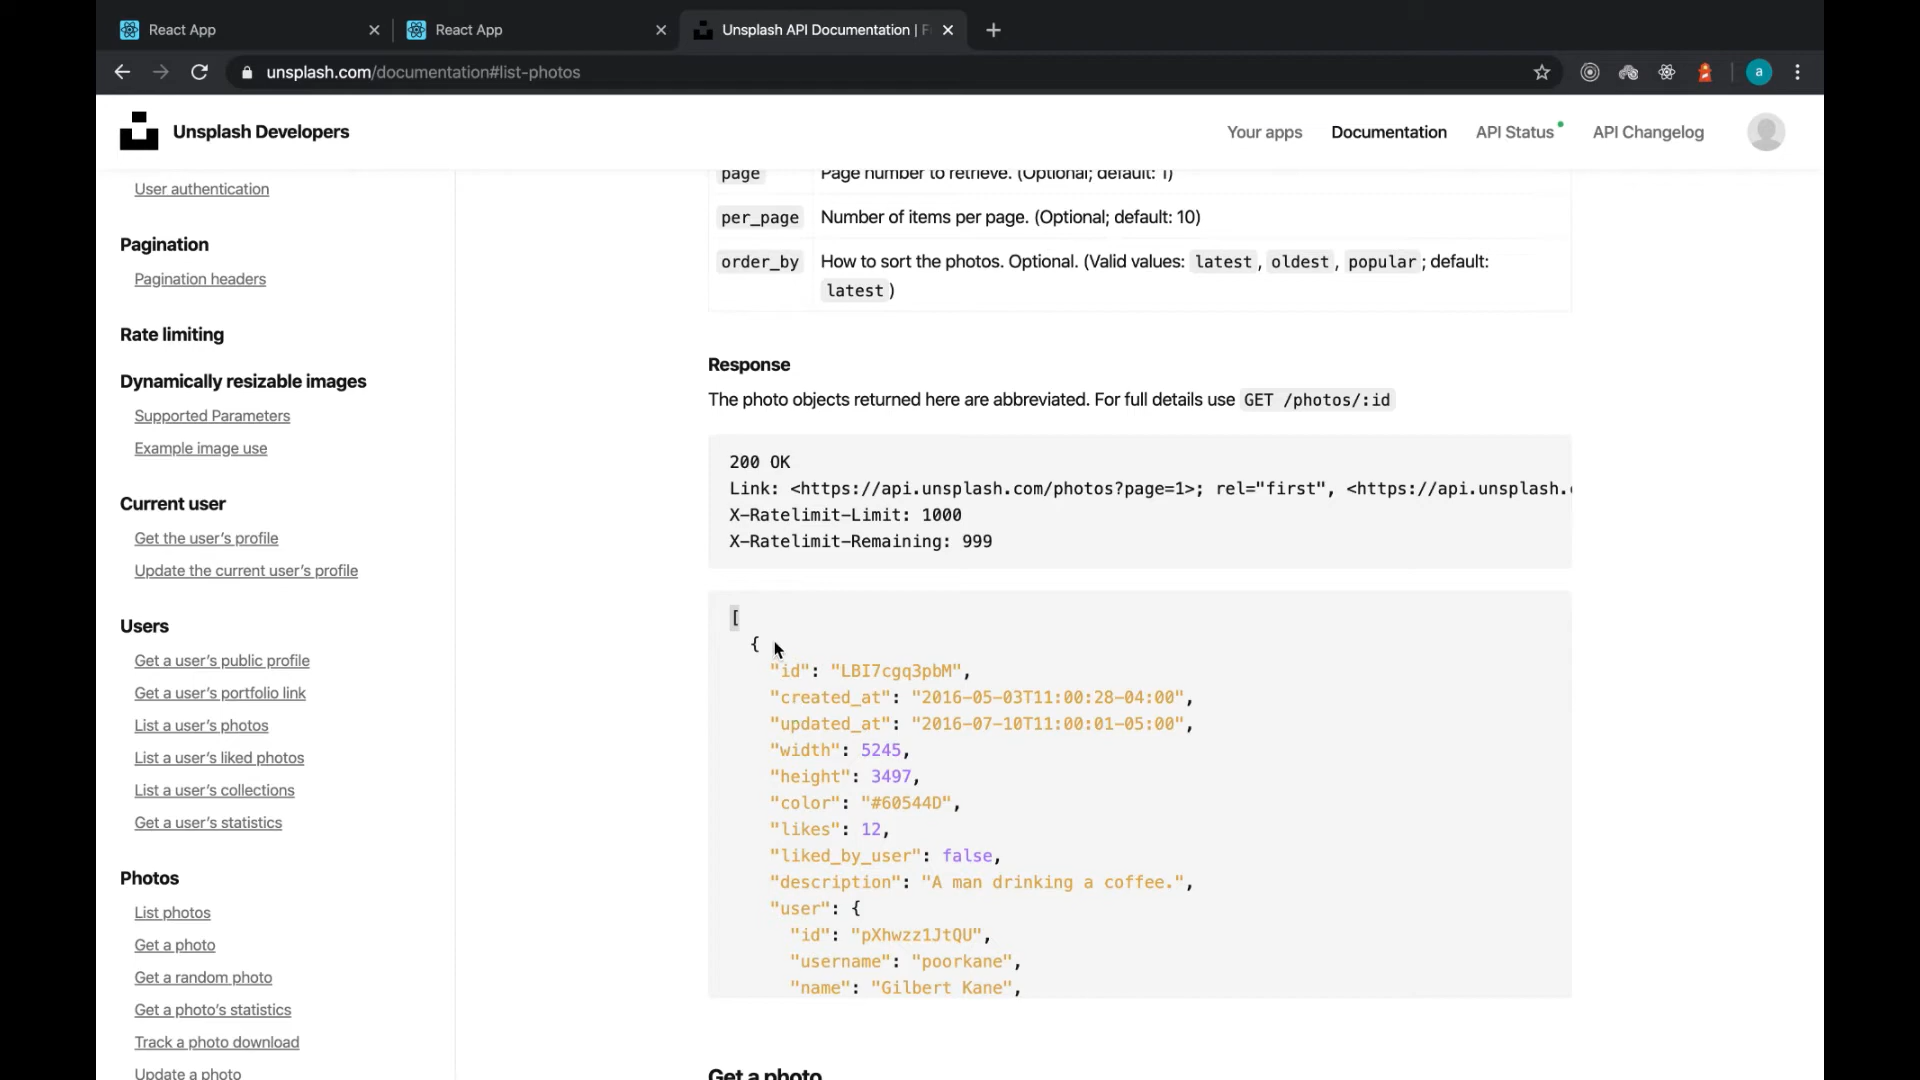 React App
React App
Unsplash API Documentation | F
unsplash.com/documentation#list-photos
a
Unsplash Developers
Your apps
Documentation
API Status
API Changelog
User authentication
Pagination
Pagination headers
Rate limiting
Dynamically resizable images
Supported Parameters
Example image use
Current user
Get the user’s profile
Update the current user’s profile
Users
Get a user’s public profile
Get a user’s portfolio link
List a user’s photos
List a user’s liked photos
List a user’s collections
Get a user’s statistics
Photos
List photos
Get a photo
Get a random photo
Get a photo’s statistics
Track a photo download
Update a photo
page Page number to retrieve. (Optional; default: 1)
per_page Number of items per page. (Optional; default: 10)
order_by How to sort the photos. Optional. (Valid values: latest, oldest, popular; default:
latest)
Response
The photo objects returned here are abbreviated. For full details use GET /photos/:id
200 OK
Link: <https://api.unsplash.com/photos?page=1>; rel="first", <https://api.unsplash.
X-Ratelimit-Limit: 1000
X-Ratelimit-Remaining: 999
[
{
"id": "LBI7cgq3pbM",
"created_at": "2016-05-03T11:00:28-04:00",
"updated_at": "2016-07-10T11:00:01-05:00",
"width": 5245,
"height": 3497,
"color": "#60544D",
"likes": 12,
"liked_by_user": false,
"description": "A man drinking a coffee.",
"user": {
"id": "pXhwzz1JtQU",
"username": "poorkane",
"name": "Gilbert Kane",
Get a photo